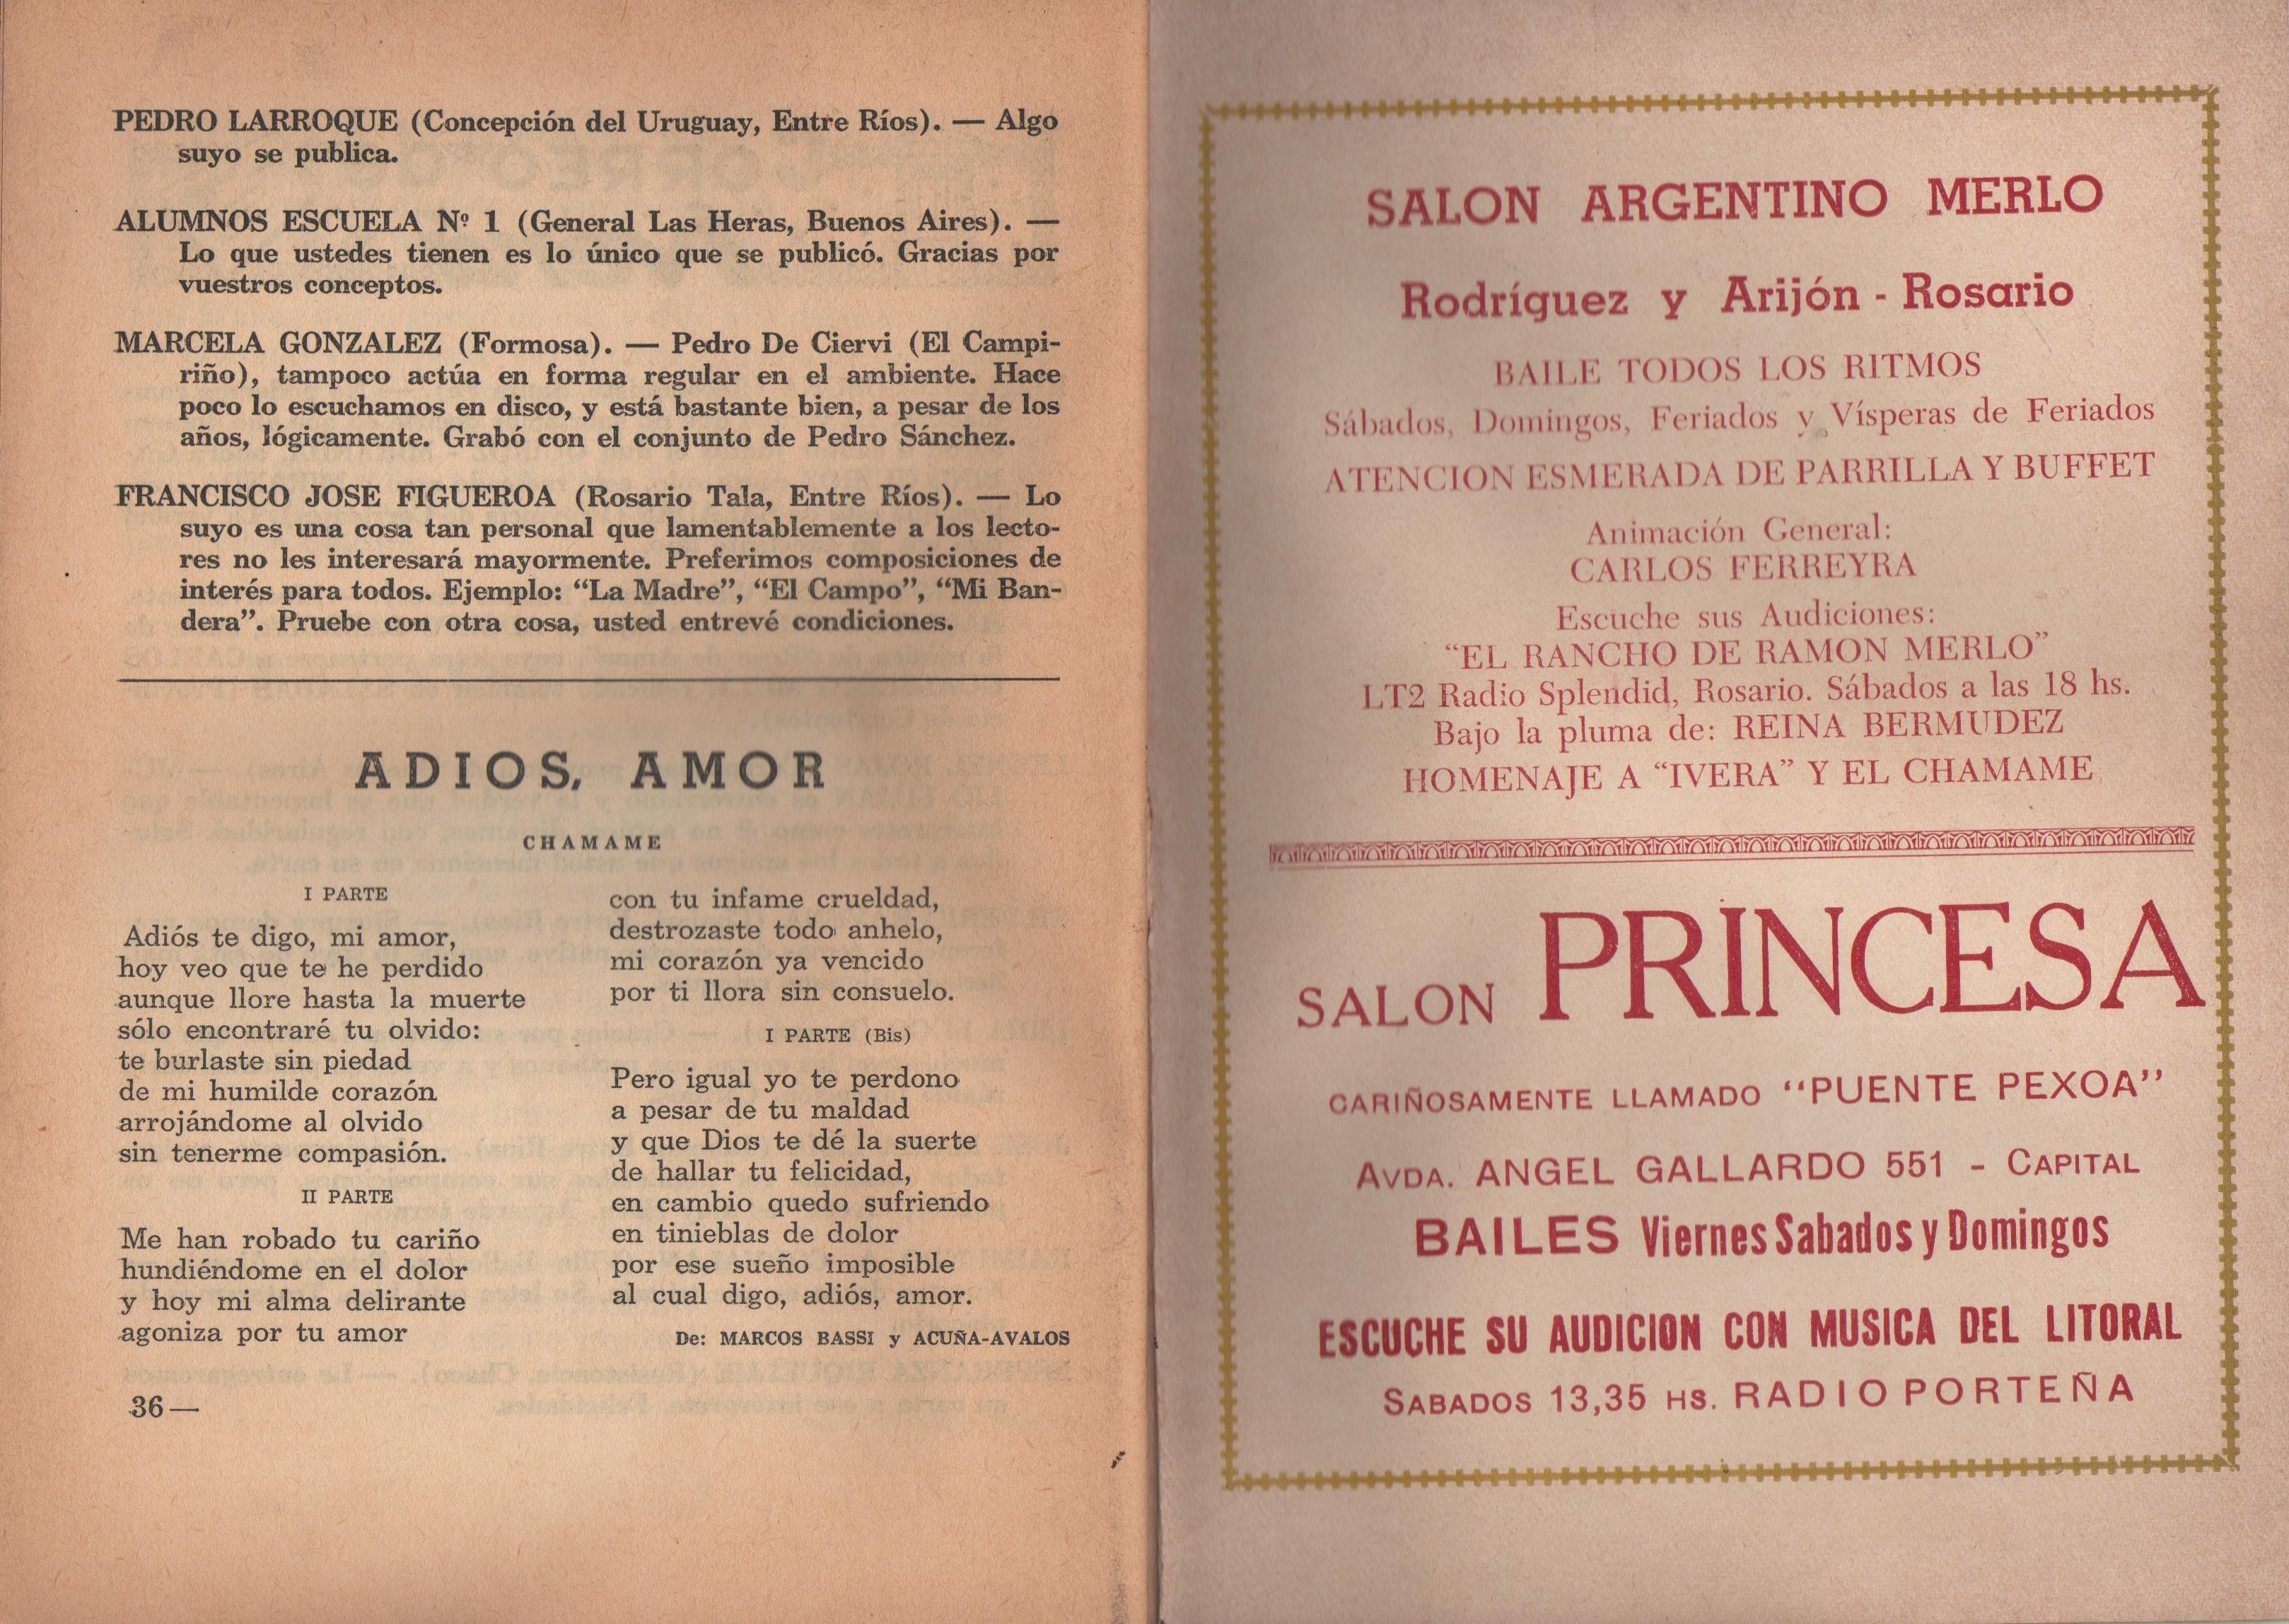 PEDRO LARROQUE (Concepción del Uruguay, Entre Ríos). — Algo
suyo se publica.
ALUMNOS ESCUELA Nº 1 (General Las Heras, Buenos Aires). —
Lo que ustedes tienen es lo único que se publicó. Gracias por
vuestros conceptos.
MARCELA GONZALEZ (Formosa). — Pedro De Ciervi (El Campi-
riño), tampoco actúa en forma regular en el ambiente. Hace
poco lo escuchamos en disco, y está bastante bien, a pesar de los
años, lógicamente. Grabó con el conjunto de Pedro Sánchez.
FRANCISCO JOSE FIGUEROA (Rosario Tala, Entre Ríos). — Lo
suyo es una cosa tan personal que lamentablemente a los lecto-
res no les interesará mayormente. Preferimos composiciones de
interés para todos. Ejemplo: “La Madre”, “El Campo”, “Mi Ban-
dera”. Pruebe con otra cosa, usted entrevé condiciones.
ADIOS, AMOR
CHAMAME
I PARTE
Adiós te digo, mi amor,
hoy veo que te he perdido
aunque llore hasta la muerte
sólo encontraré tu olvido:
te burlaste sin piedad
de mi humilde corazón
arrojándome al olvido
sin tenerme compasión.
II PARTE
Me han robado tu cariño
hundiéndome en el dolor
y hoy mi alma delirante
agoniza por tu amor
con tu infame crueldad,
destrozaste todo anhelo,
mi corazón ya vencido
por ti llora sin consuelo.
I PARTE (Bis)
Pero igual yo te perdono
a pesar de tu maldad
y que Dios te dé la suerte
de hallar tu felicidad,
en cambio quedo sufriendo
en tinieblas de dolor
por ese sueño imposible
al cual digo, adiós, amor.
De: MARCOS BASSI y ACUÑA-AVALOS
36 —
SALON ARGENTINO MERLO
Rodríguez y Arijón - Rosario
BAILE TODOS LOS RITMOS
Sábados, Domingos, Feriados y Vísperas de Feriados
ATENCION ESMERADA DE PARRILLA Y BUFFET
Animación General:
CARLOS FERREYRA
Escuche sus Audiciones:
“EL RANCHO DE RAMON MERLO”
LT2 Radio Splendid, Rosario. Sábados a las 18 hs.
Bajo la pluma de: REINA BERMUDEZ
HOMENAJE A “IVERA” Y EL CHAMAME
SALON PRINCESA
CARIÑOSAMENTE LLAMADO “PUENTE PEXOA”
AVDA. ANGEL GALLARDO 551 - CAPITAL
BAILES Viernes Sabados y Domingos
ESCUCHE SU AUDICION CON MUSICA DEL LITORAL
SABADOS 13,35 HS. RADIO PORTEÑA